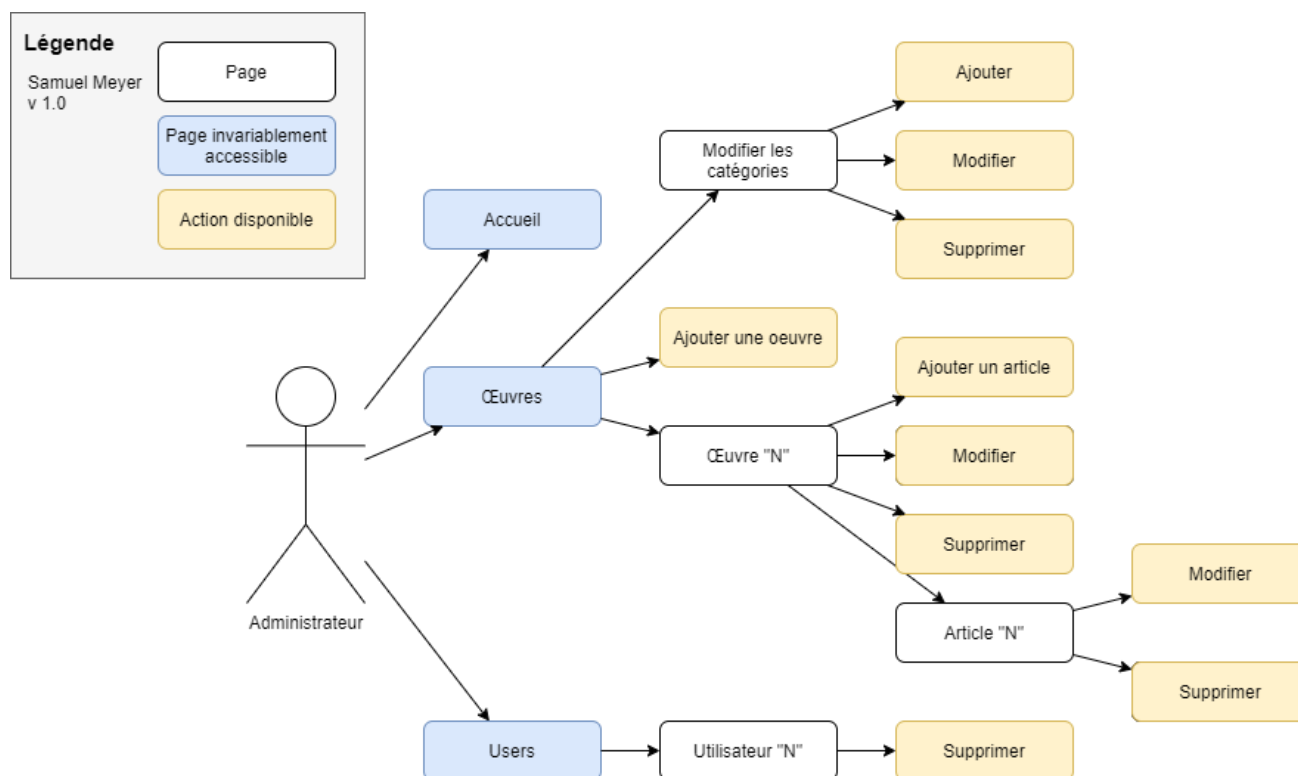 Légende
Samuel Meyer
v 1.0
Page
Page invariablement
accessible
Action disponible
Ajouter
Modifier les
catégories
Modifier
Accueil
Supprimer
Ajouter une oeuvre
Œuvres
Ajouter un article
Œuvre "N"
Modifier
Supprimer
Modifier
Administrateur
Article "N"
Supprimer
Users
Utilisateur "N"
Supprimer